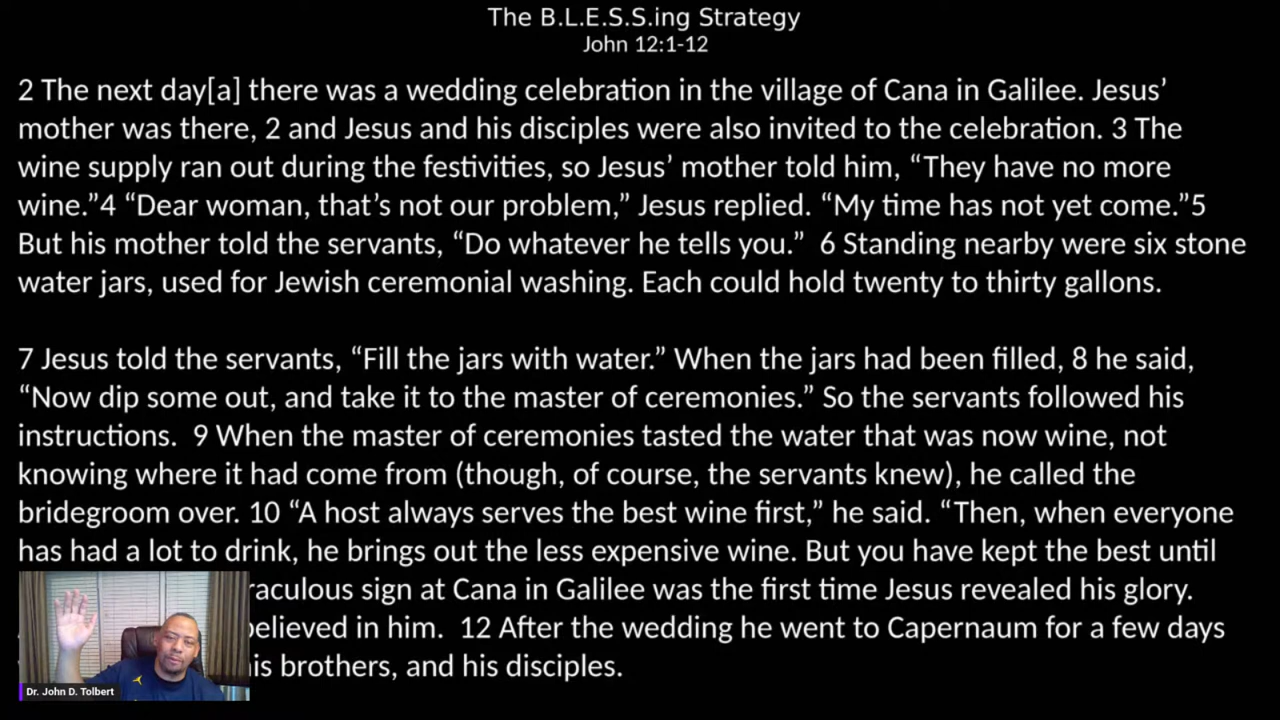 The B.L.E.S.S.ing Strategy
John 12:1-12
2 The next day[a] there was a wedding celebration in the village of Cana in Galilee. Jesus’
mother was there, 2 and Jesus and his disciples were also invited to the celebration. 3 The
wine supply ran out during the festivities, so Jesus’ mother told him, “They have no more
wine.”4 “Dear woman, that’s not our problem,” Jesus replied. “My time has not yet come.”5
But his mother told the servants, “Do whatever he tells you.”  6 Standing nearby were six stone
water jars, used for Jewish ceremonial washing. Each could hold twenty to thirty gallons.
7 Jesus told the servants, “Fill the jars with water.” When the jars had been filled, 8 he said,
“Now dip some out, and take it to the master of ceremonies.” So the servants followed his
instructions.  9 When the master of ceremonies tasted the water that was now wine, not
knowing where it had come from (though, of course, the servants knew), he called the
bridegroom over. 10 “A host always serves the best wine first,” he said. “Then, when everyone
has had a lot to drink, he brings out the less expensive wine. But you have kept the best until
raculous sign at Cana in Galilee was the first time Jesus revealed his glory.
believed in him.  12 After the wedding he went to Capernaum for a few days
is brothers, and his disciples.
Dr. John D. Tolbert